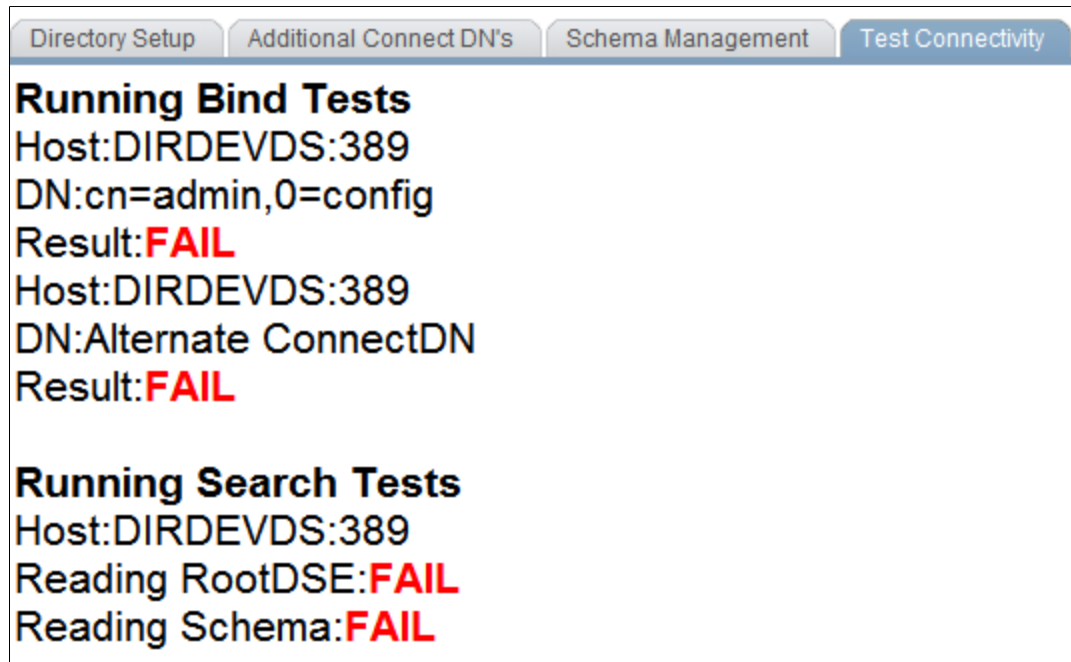 Directory Setup Additional Connect DN's Schema Management Test Connectivity
Running Bind Tests
Host:DIRDEVDS:389
DN:cn=admin,0=config
Result:FAIL
Host:DIRDEVDS:389
DN:Alternate ConnectDN
Result:FAIL
Running Search Tests
Host:DIRDEVDS:389
Reading RootDSE:FAIL
Reading Schema:FAIL